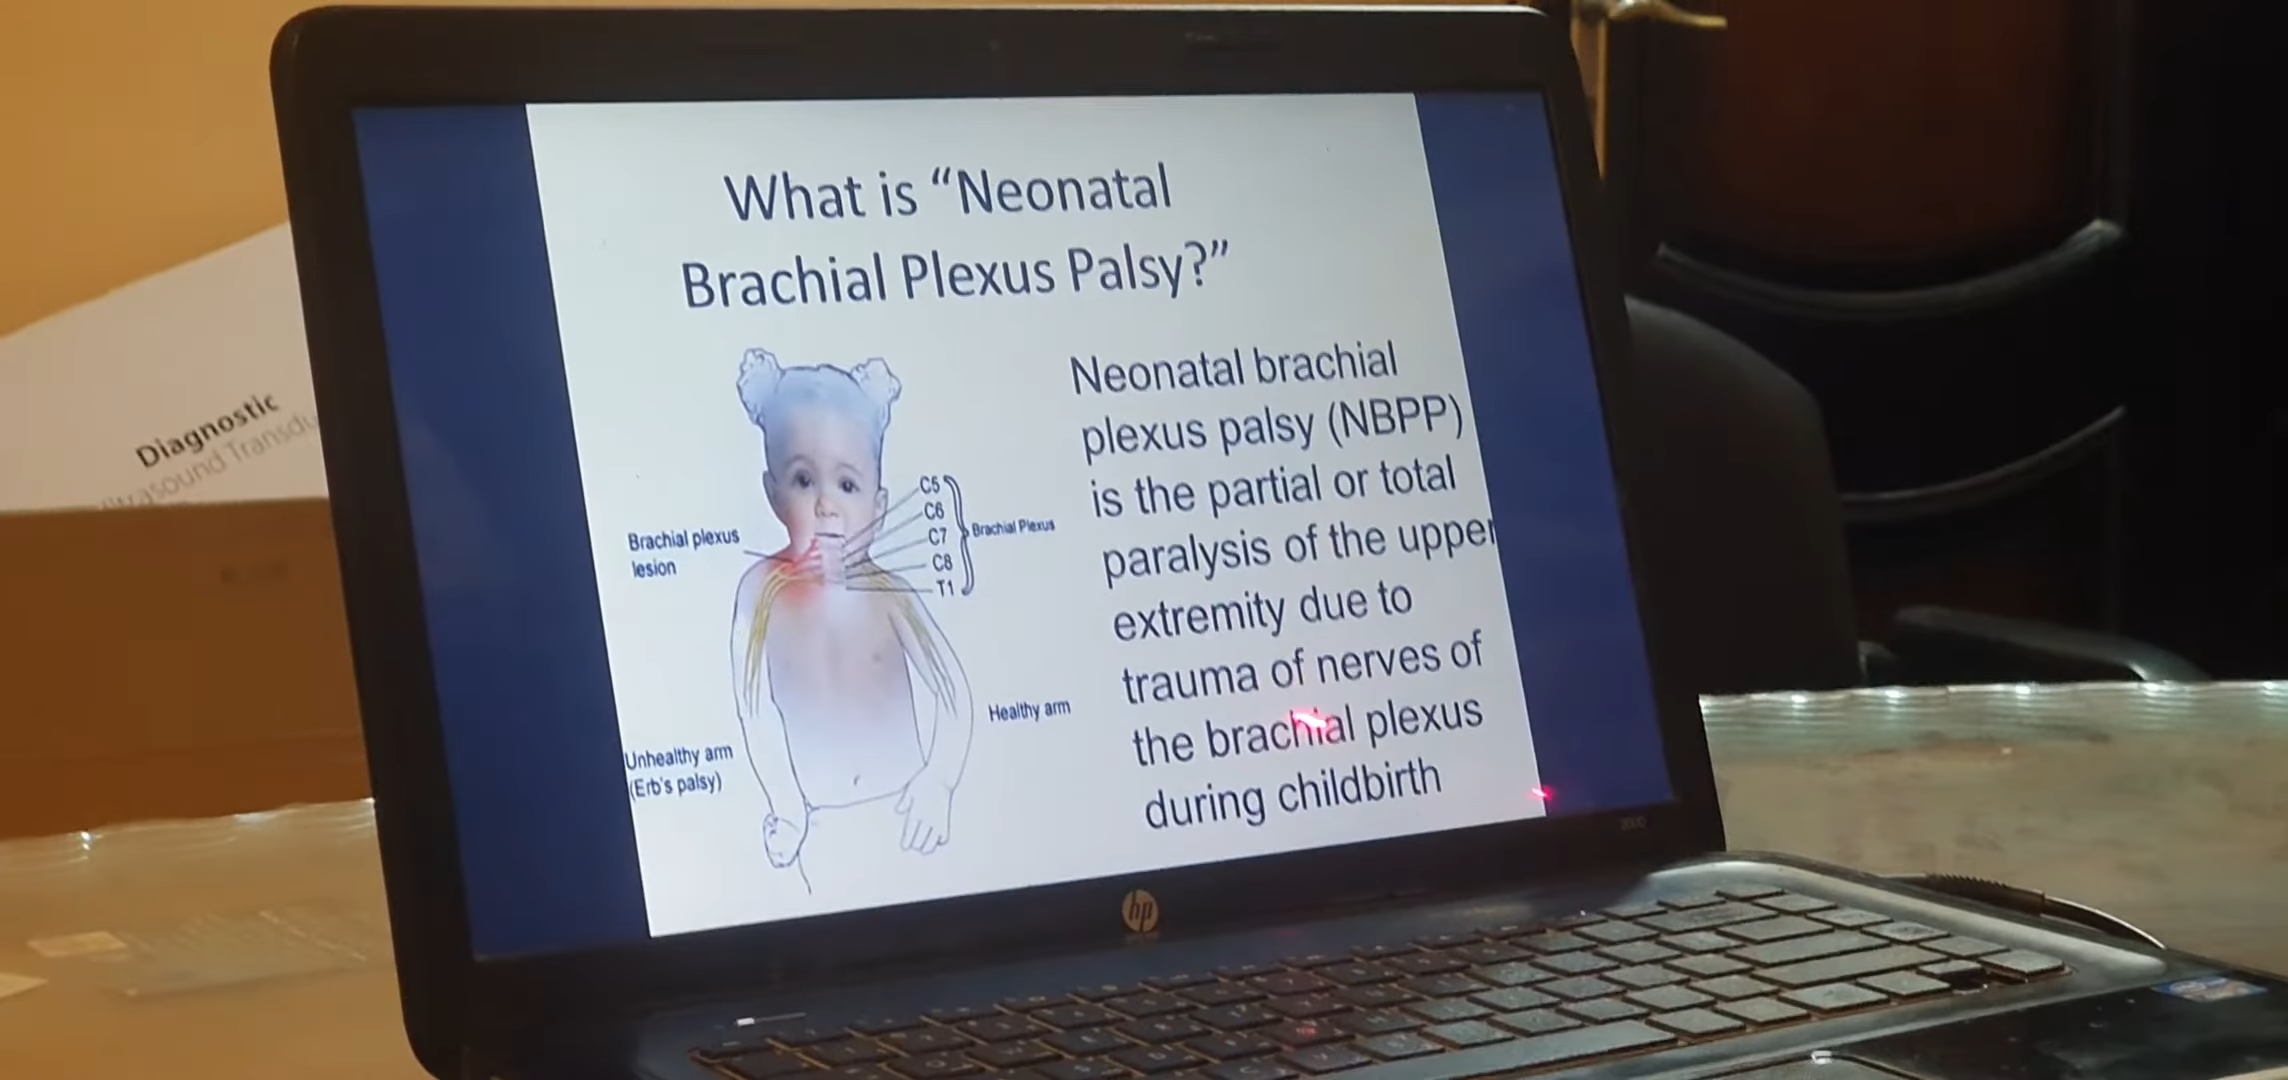 What is “Neonatal
Brachial Plexus Palsy?”
Neonatal brachial
plexus palsy (NBPP)
is the partial or total
paralysis of the upper
extremity due to
trauma of nerves of
the brachial plexus
during childbirth
C5
C6
C7
C8
T1
Brachial Plexus
Brachial plexus
lesion
Healthy arm
Unhealthy arm
(Erb's palsy)
Diagnostic
hp
2000